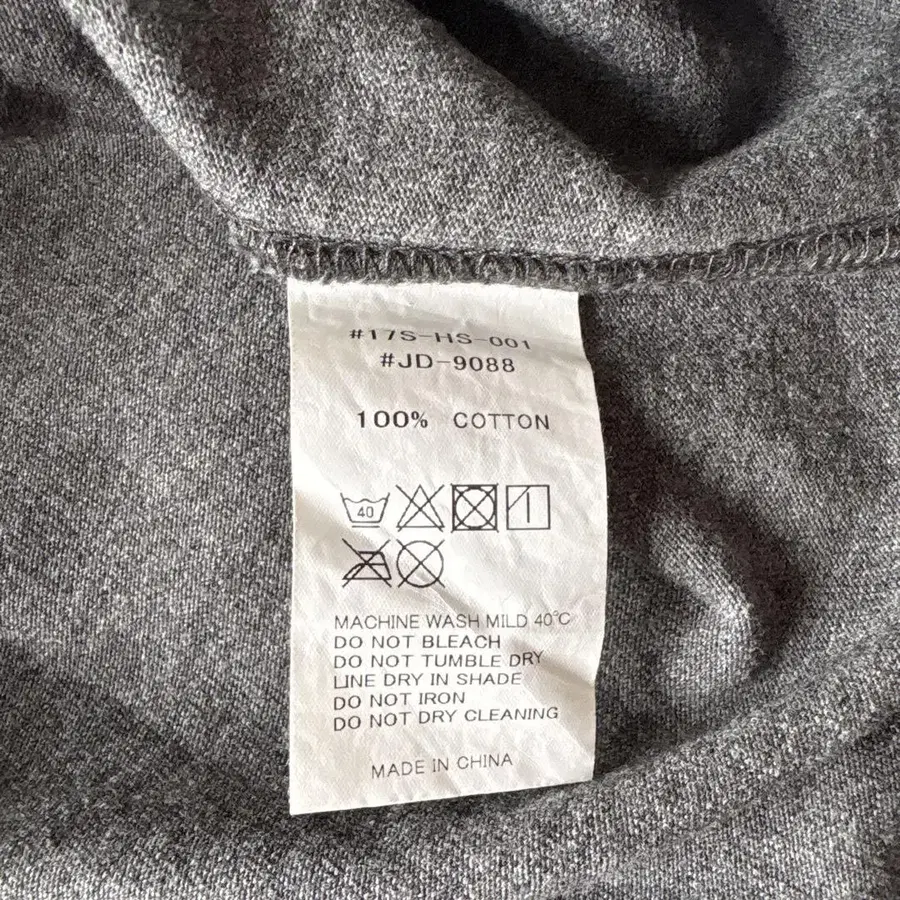 #17S-HS-001
#JD-9088
100% COTTON
40
MACHINE WASH MILD 40℃
DO NOT BLEACH
DO NOT TUMBLE DRY
LINE DRY IN SHADE
DO NOT IRON
DO NOT DRY CLEANING
MADE IN CHINA